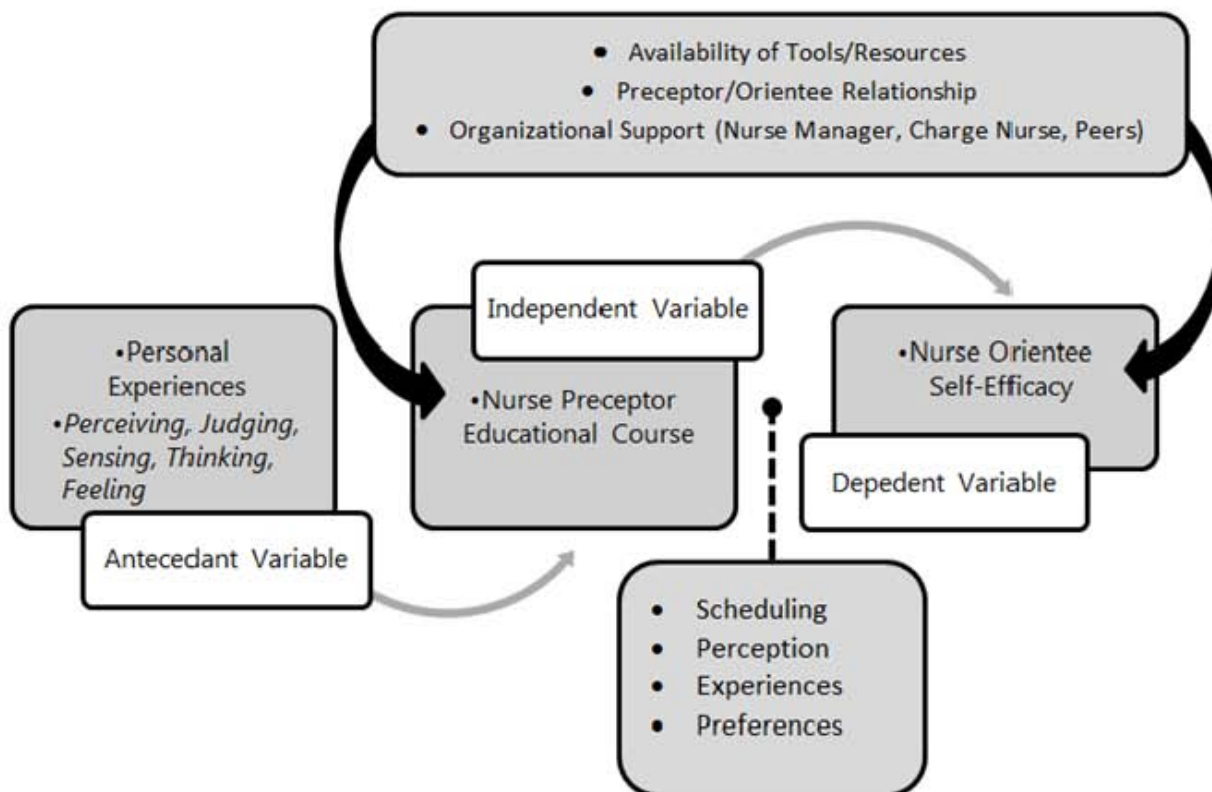 • Availability of Tools/Resources
• Preceptor/Orientee Relationship
• Organizational Support (Nurse Manager, Charge Nurse, Peers)
•Personal
Experiences
•Perceiving, Judging,
Sensing, Thinking,
Feeling
Antecedant Variable
Independent Variable
•Nurse Preceptor
Educational Course
•Nurse Orientee
Self-Efficacy
Depedent Variable
• Scheduling
• Perception
• Experiences
• Preferences